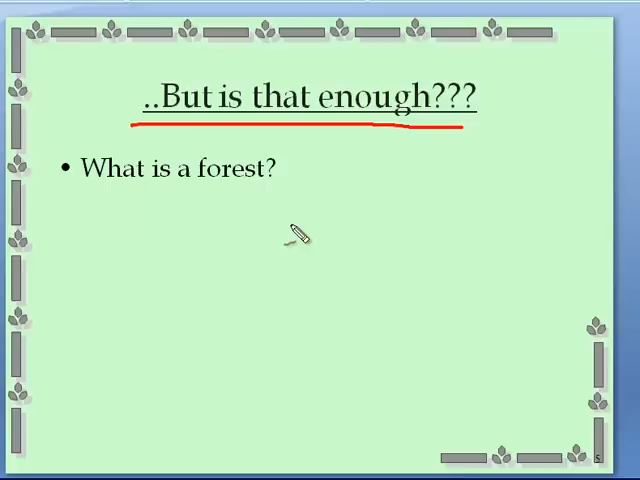 ..But is that enough???
• What is a forest?
5